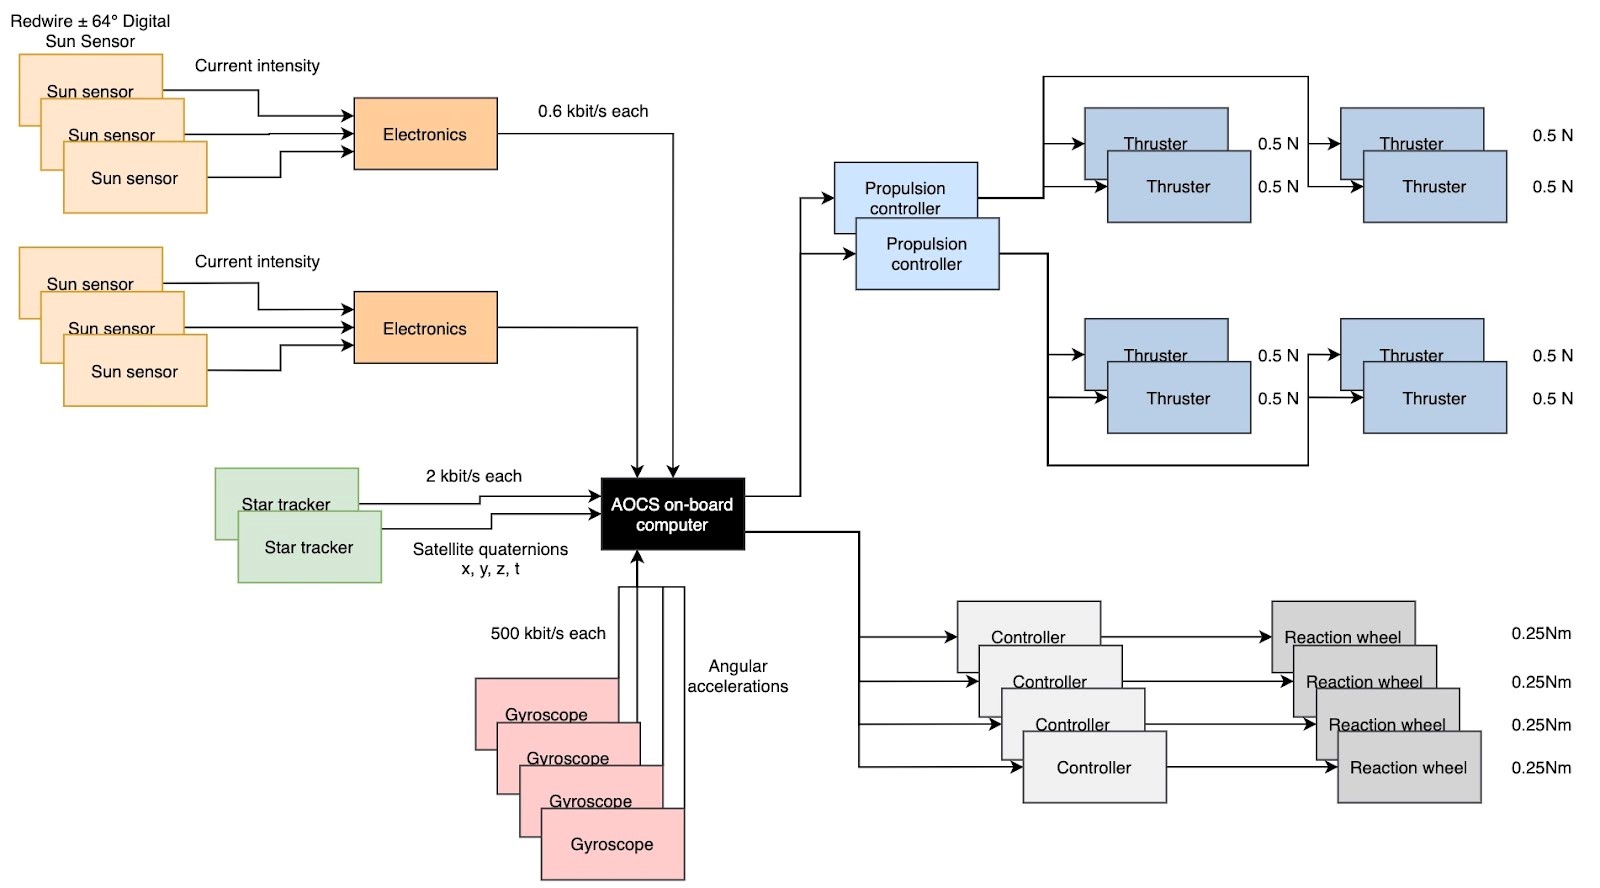 Redwire ± 64° Digital
Sun Sensor
Sun sensor
Sun sensor
Sun sensor
Current intensity
Electronics
0.6 kbit/s each
Sun sensor
Sun sensor
Sun sensor
Current intensity
Electronics
Star tracker
Star tracker
2 kbit/s each
Satellite quaternions
x, y, z, t
AOCS on-board
computer
500 kbit/s each
Angular
accelerations
Gyroscope
Gyroscope
Gyroscope
Gyroscope
Propulsion
controller
Propulsion
controller
Thruster
0.5 N
Thruster
0.5 N
Thruster
0.5 N
Thruster
0.5 N
Thruster
0.5 N
Thruster
0.5 N
Thruster
0.5 N
Thruster
0.5 N
Controller
Reaction wheel
0.25Nm
Controller
Reaction wheel
0.25Nm
Controller
Reaction wheel
0.25Nm
Controller
Reaction wheel
0.25Nm